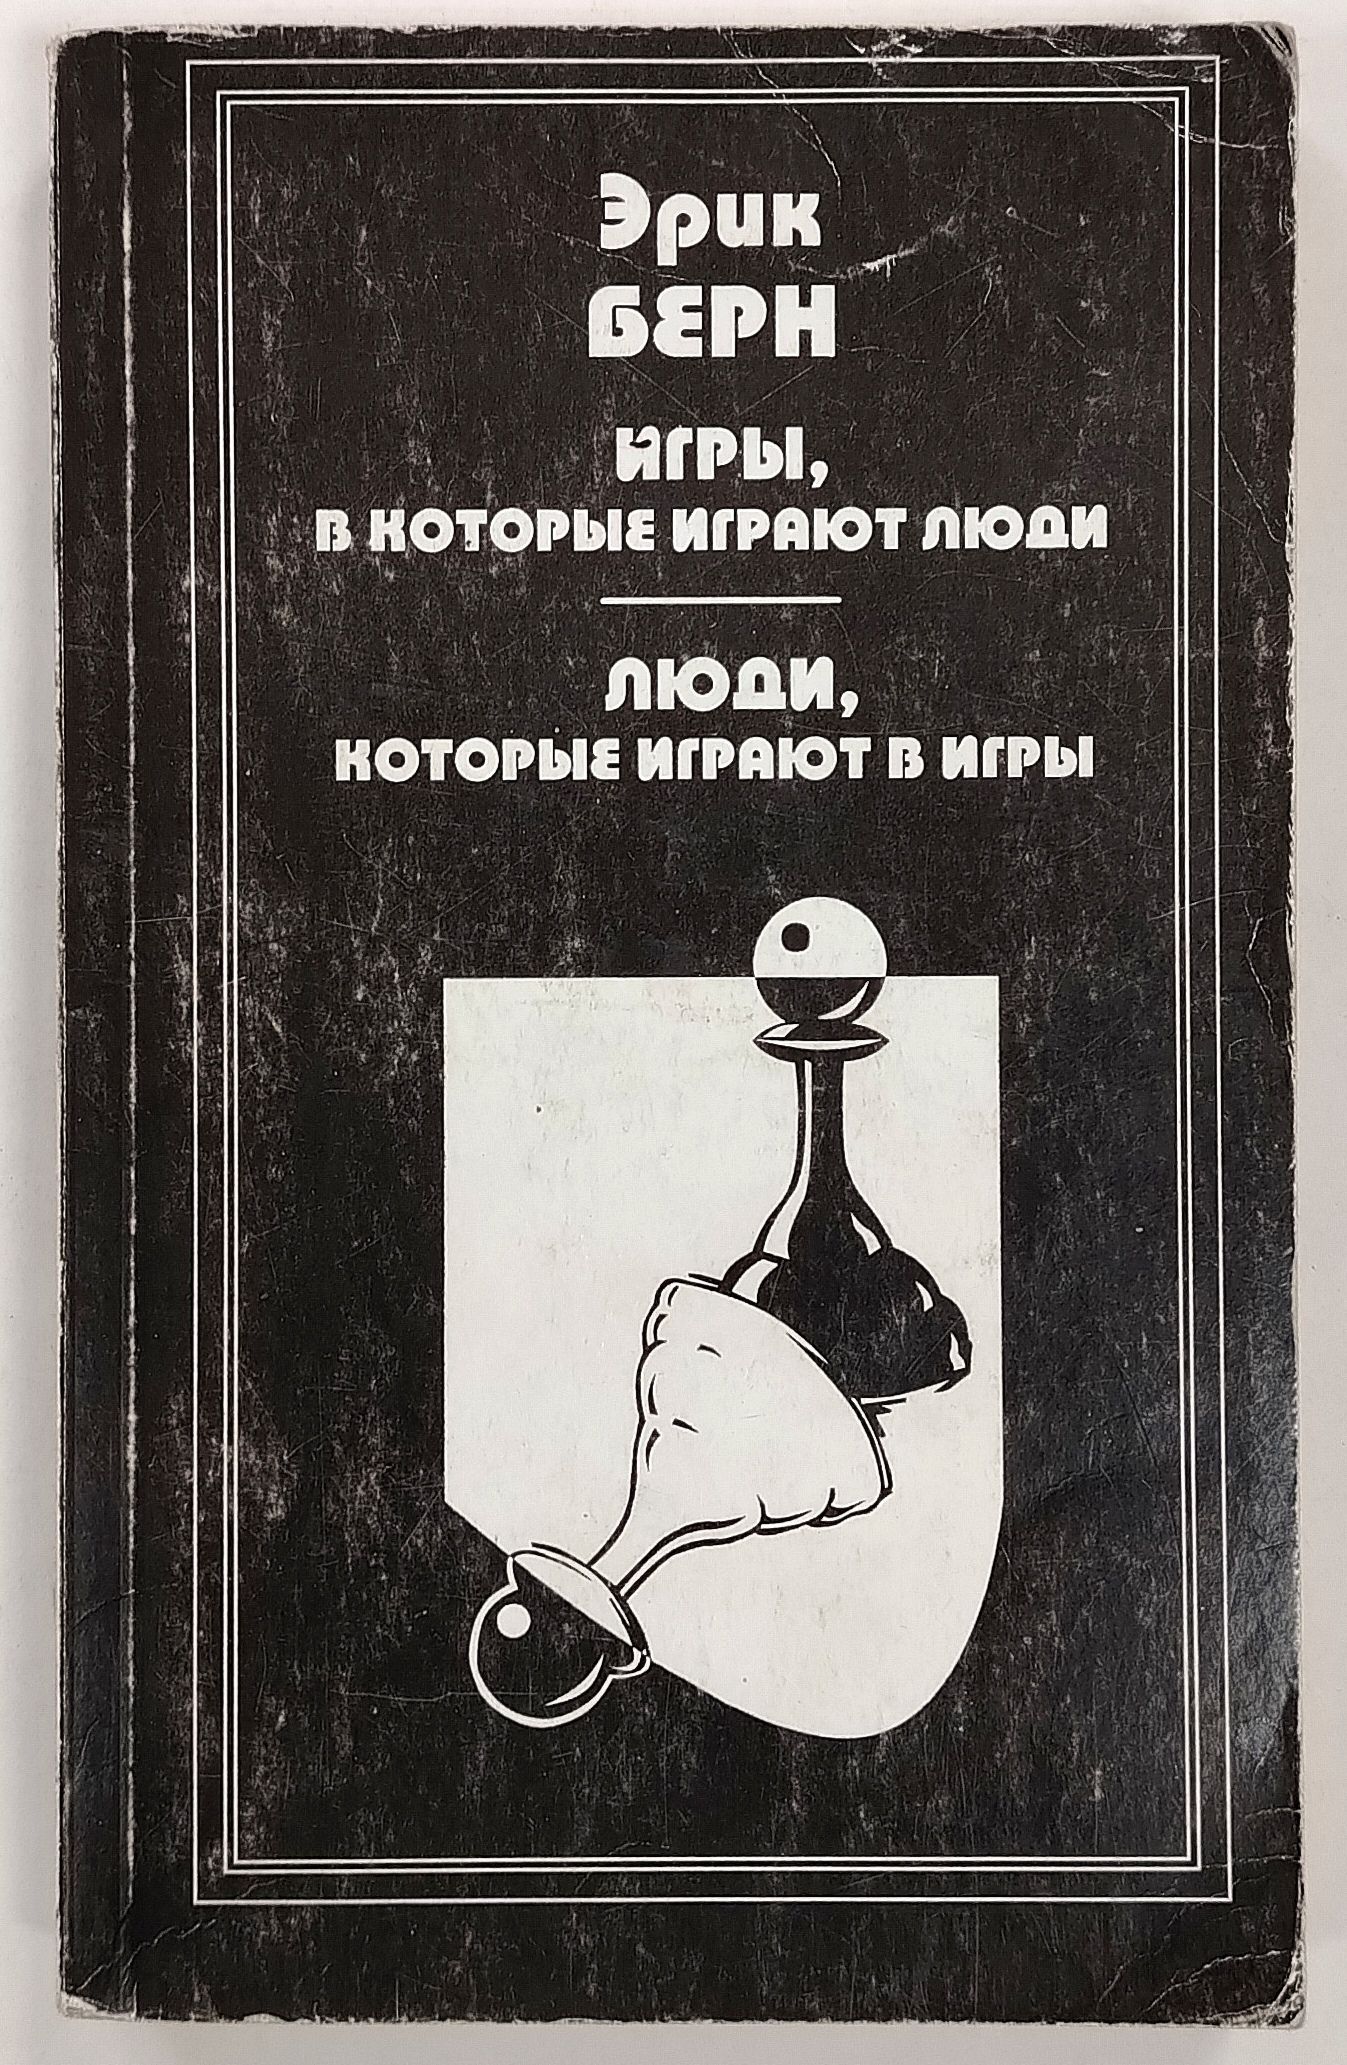 Эрик
БЕРН
ИГРЫ,
В КОТОРЫЕ ИГРАЮТ ЛЮДИ
ЛЮДИ,
КОТОРЫЕ ИГРАЮТ В ИГРЫ